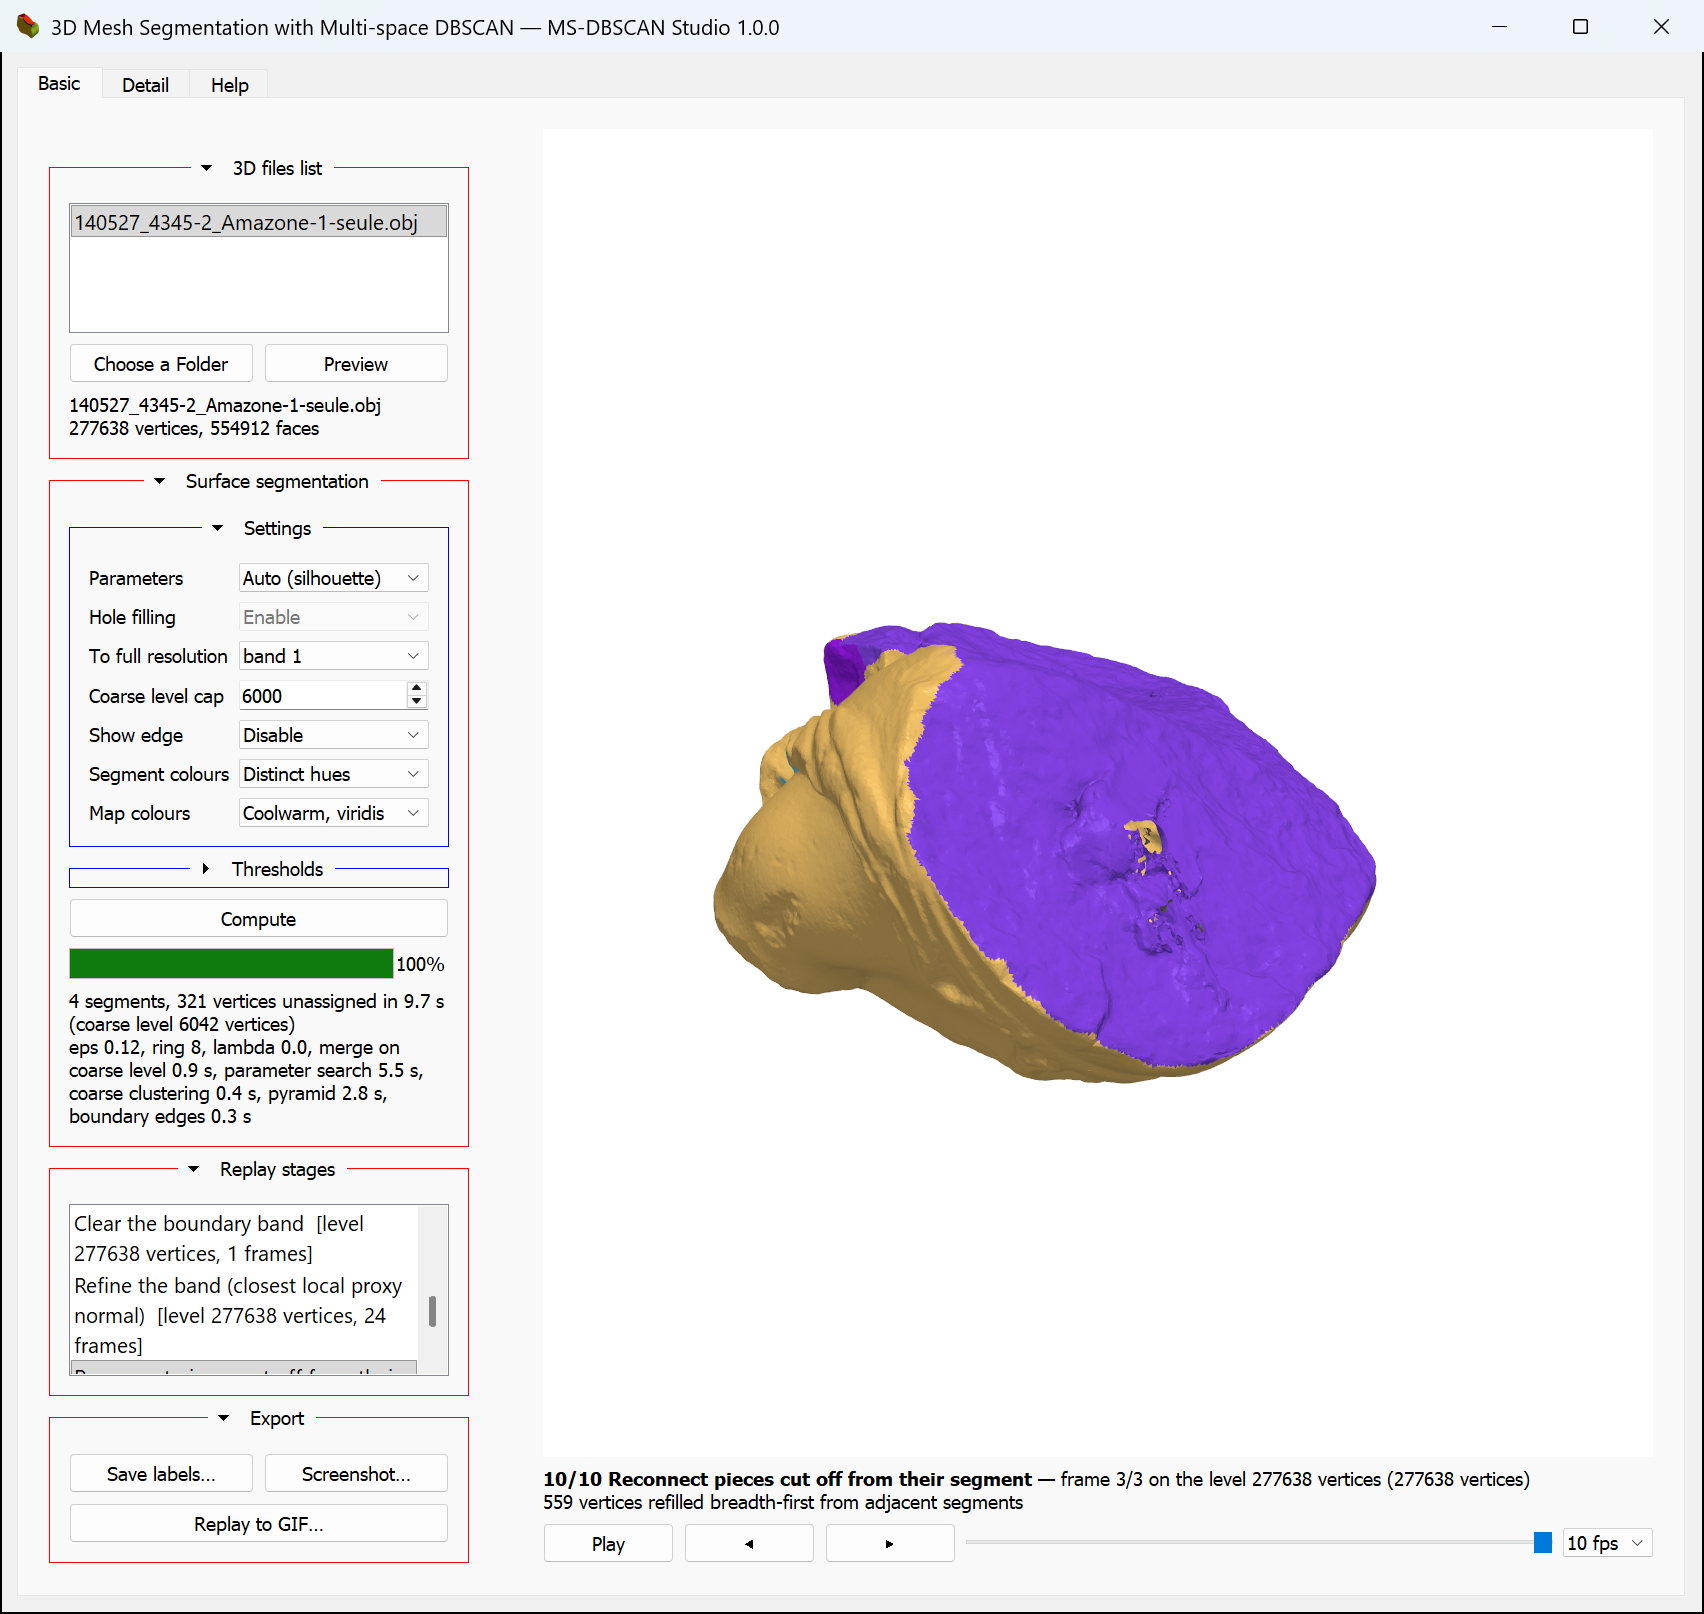 3D Mesh Segmentation with Multi-space DBSCAN — MS-DBSCAN Studio 1.0.0
Basic
Detail
Help
3D files list
140527_4345-2_Amazone-1-seule.obj
Choose a Folder
Preview
140527_4345-2_Amazone-1-seule.obj
277638 vertices, 554912 faces
Surface segmentation
Settings
Parameters
Auto (silhouette)
Hole filling
Enable
To full resolution
band 1
Coarse level cap
6000
Show edge
Disable
Segment colours
Distinct hues
Map colours
Coolwarm, viridis
Thresholds
Compute
100%
4 segments, 321 vertices unassigned in 9.7 s
(coarse level 6042 vertices)
eps 0.12, ring 8, lambda 0.0, merge on
coarse level 0.9 s, parameter search 5.5 s,
coarse clustering 0.4 s, pyramid 2.8 s,
boundary edges 0.3 s
Replay stages
Clear the boundary band [level
277638 vertices, 1 frames]
Refine the band (closest local proxy
normal) [level 277638 vertices, 24
frames]
Export
Save labels...
Screenshot...
Replay to GIF...
10/10 Reconnect pieces cut off from their segment — frame 3/3 on the level 277638 vertices (277638 vertices)
559 vertices refilled breadth-first from adjacent segments
Play
10 fps